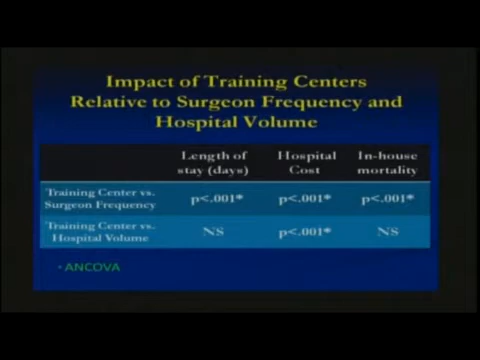 Impact of Training Centers
Relative to Surgeon Frequency and
Hospital Volume
Length of stay (days) Hospital Cost In-house mortality
Training Center vs. Surgeon Frequency p<.001* p<.001* p<.001*
Training Center vs. Hospital Volume NS p<.001* NS
· ANCOVA